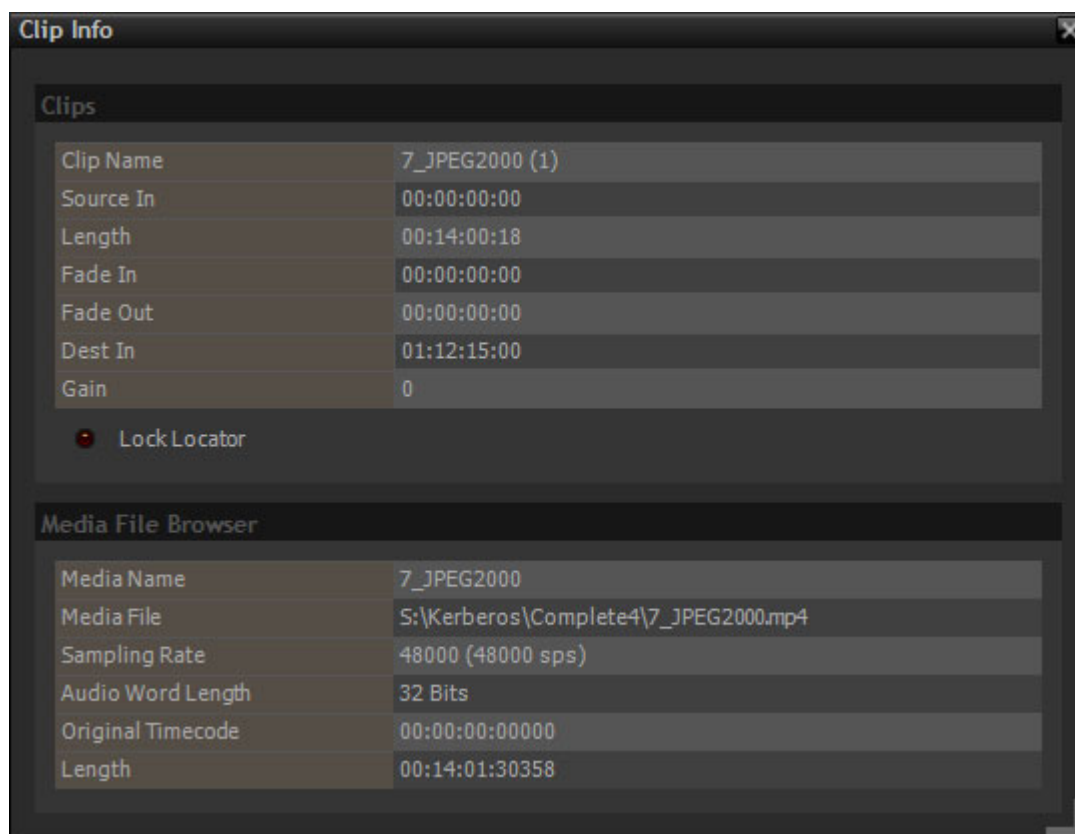 Clip Info
Clips
Clip Name 7_JPEG2000 (1)
Source In 00:00:00:00
Length 00:14:00:18
Fade In 00:00:00:00
Fade Out 00:00:00:00
Dest In 01:12:15:00
Gain 0
Lock Locator
Media File Browser
Media Name 7_JPEG2000
Media File S:\Kerberos\Complete4\7_JPEG2000.mp4
Sampling Rate 48000 (48000 sps)
Audio Word Length 32 Bits
Original Timecode 00:00:00:00000
Length 00:14:01:30358